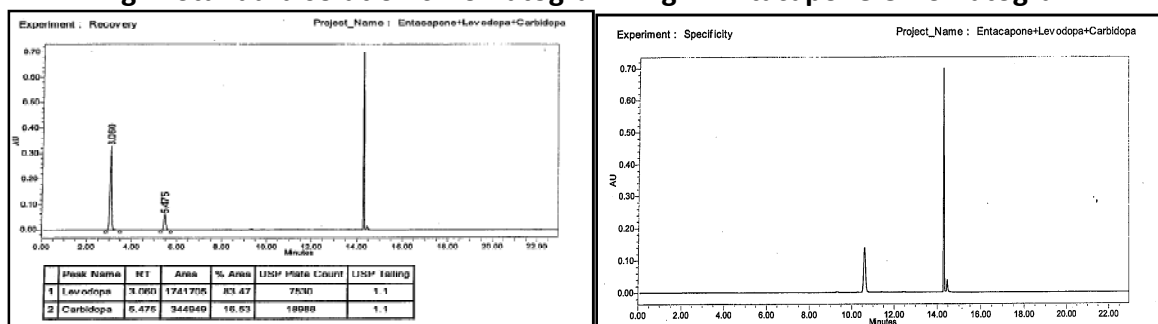 Experiment : Recovery
Project_Name : Entacapone+Levodopa+Carbidopa
0.70
0.60
0.50
0.40
0.30
0.20
0.10
0.00
AU
3.060
5.475
0.00 2.00 4.00 6.00 8.00 10.00 12.00 14.00 16.00 18.00 20.00 22.00
Minutes
Peak Name RT Area % Area USP Plate Count USP Tailing
1 Levodopa 3.060 1741705 83.47 7530 1.1
2 Carbidopa 5.475 344949 16.53 18988 1.1
Experiment : Specificity
Project_Name : Entacapone+Levodopa+Carbidopa
0.70
0.60
0.50
0.40
0.30
0.20
0.10
0.00
AU
0.00 2.00 4.00 6.00 8.00 10.00 12.00 14.00 16.00 18.00 20.00 22.00
Minutes